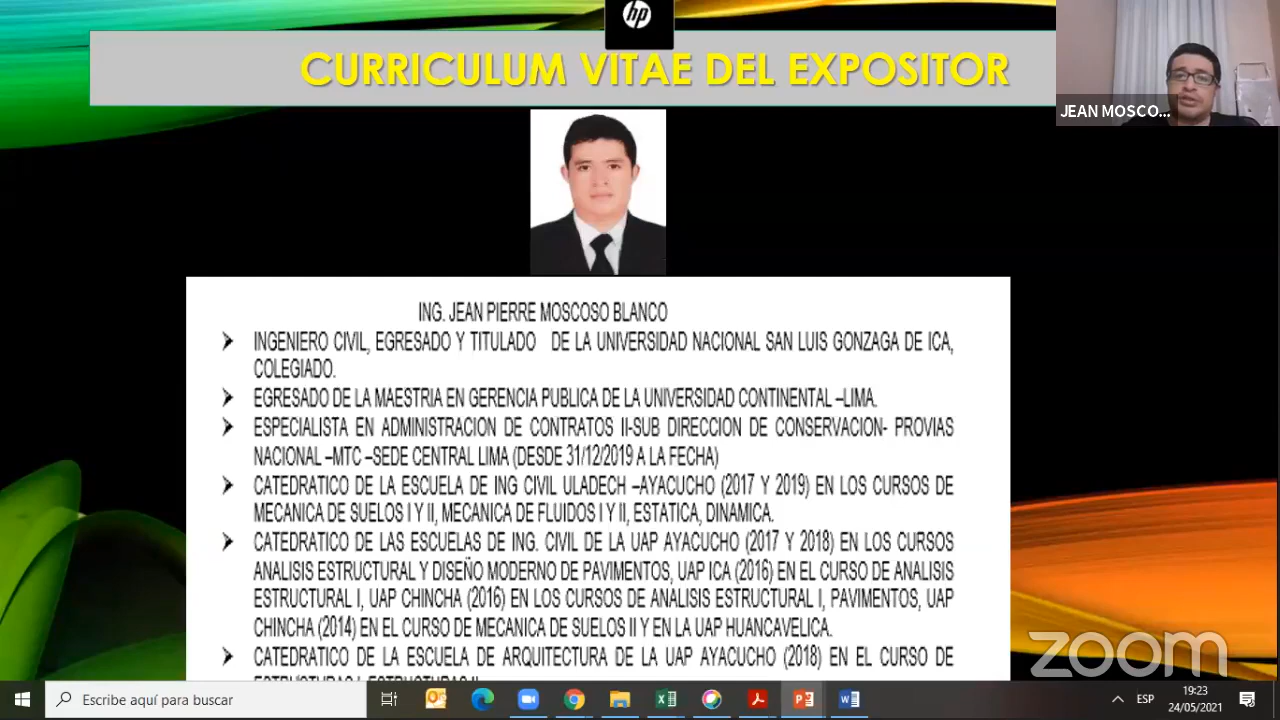 hp
CURRICULUM VITAE DEL EXPOSITOR
JEAN MOSCO...
ING. JEAN PIERRE MOSCOSO BLANCO
INGENIERO CIVIL, EGRESADO Y TITULADO DE LA UNIVERSIDAD NACIONAL SAN LUIS GONZAGA DE ICA,
COLEGIADO.
EGRESADO DE LA MAESTRIA EN GERENCIA PUBLICA DE LA UNIVERSIDAD CONTINENTAL –LIMA.
ESPECIALISTA EN ADMINISTRACION DE CONTRATOS II-SUB DIRECCION DE CONSERVACION- PROVIAS
NACIONAL –MTC –SEDE CENTRAL LIMA (DESDE 31/12/2019 A LA FECHA)
CATEDRATICO DE LA ESCUELA DE ING CIVIL ULADECH –AYACUCHO (2017 Y 2019) EN LOS CURSOS DE
MECANICA DE SUELOS I Y II, MECANICA DE FLUIDOS I Y II, ESTATICA, DINAMICA.
CATEDRATICO DE LAS ESCUELAS DE ING. CIVIL DE LA UAP AYACUCHO (2017 Y 2018) EN LOS CURSOS
ANALISIS ESTRUCTURAL Y DISEÑO MODERNO DE PAVIMENTOS, UAP ICA (2016) EN EL CURSO DE ANALISIS
ESTRUCTURAL I, UAP CHINCHA (2016) EN LOS CURSOS DE ANALISIS ESTRUCTURAL I, PAVIMENTOS, UAP
CHINCHA (2014) EN EL CURSO DE MECANICA DE SUELOS II Y EN LA UAP HUANCAVELICA.
CATEDRATICO DE LA ESCUELA DE ARQUITECTURA DE LA UAP AYACUCHO (2018) EN EL CURSO DE
zoom
Escribe aquí para buscar
ESP
19:23
24/05/2021